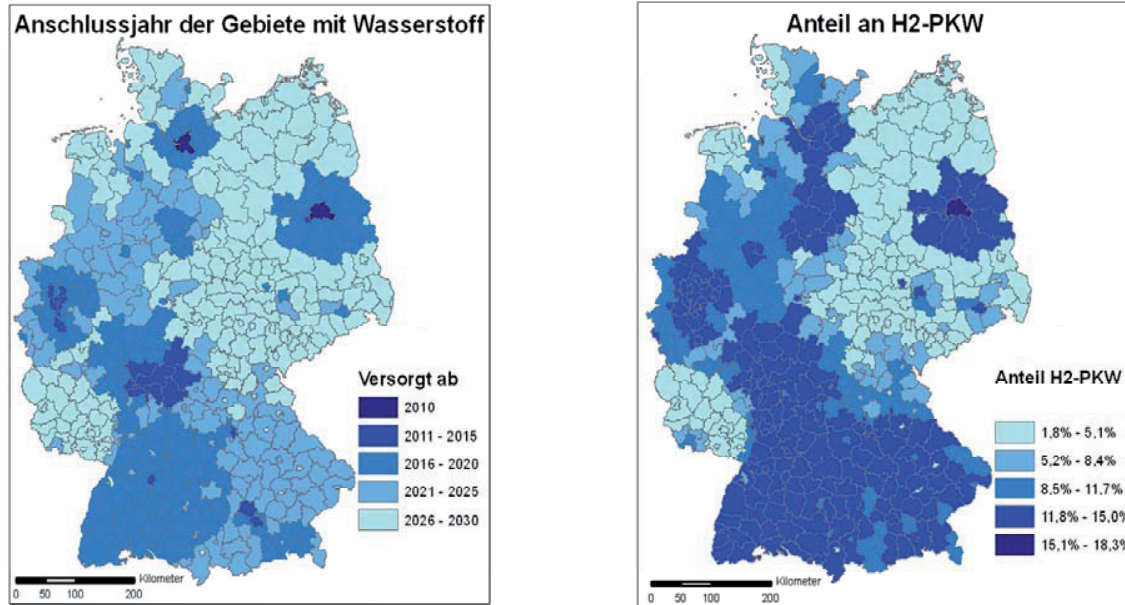 Anschlussjahr der Gebiete mit Wasserstoff
Versorgt ab
2010
2011 - 2015
2016 - 2020
2021 - 2025
2026 - 2030
Kilometer
0 50 100 200
Anteil an H2-PKW
Anteil H2-PKW
1,8% - 5,1%
5,2% - 8,4%
8,5% - 11,7%
11,8% - 15,0%
15,1% - 18,3%
Kilometer
0 50 100 200